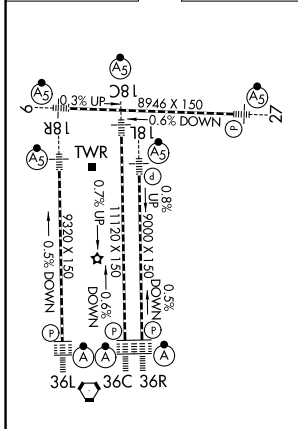 A5
18C
A5
0.3% UP
8946 X 150
9
0.6% DOWN
P
A5
27
18R
18L
A5
TWR
A5
P
0.7% UP
0.8%
UP
9320 X 150
11120 X 150
9000 X 150
0.5% DOWN
0.6%
DOWN
0.5%
DOWN
P
P
P
A
A
A
36L
36C
36R